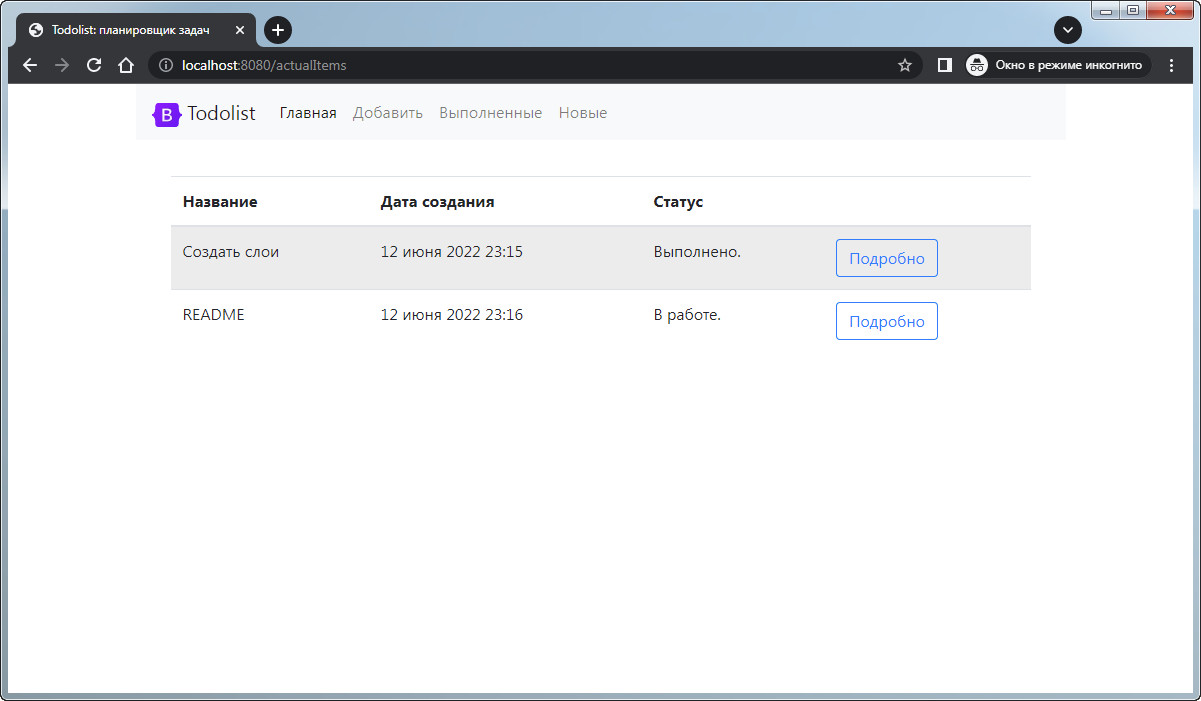 Todolist: планировщик задач
localhost:8080/actualItems
Окно в режиме инкогнито
B Todolist Главная Добавить Выполненные Новые
Название Дата создания Статус
Создать слои 12 июня 2022 23:15 Выполнено. Подробно
README 12 июня 2022 23:16 В работе. Подробно